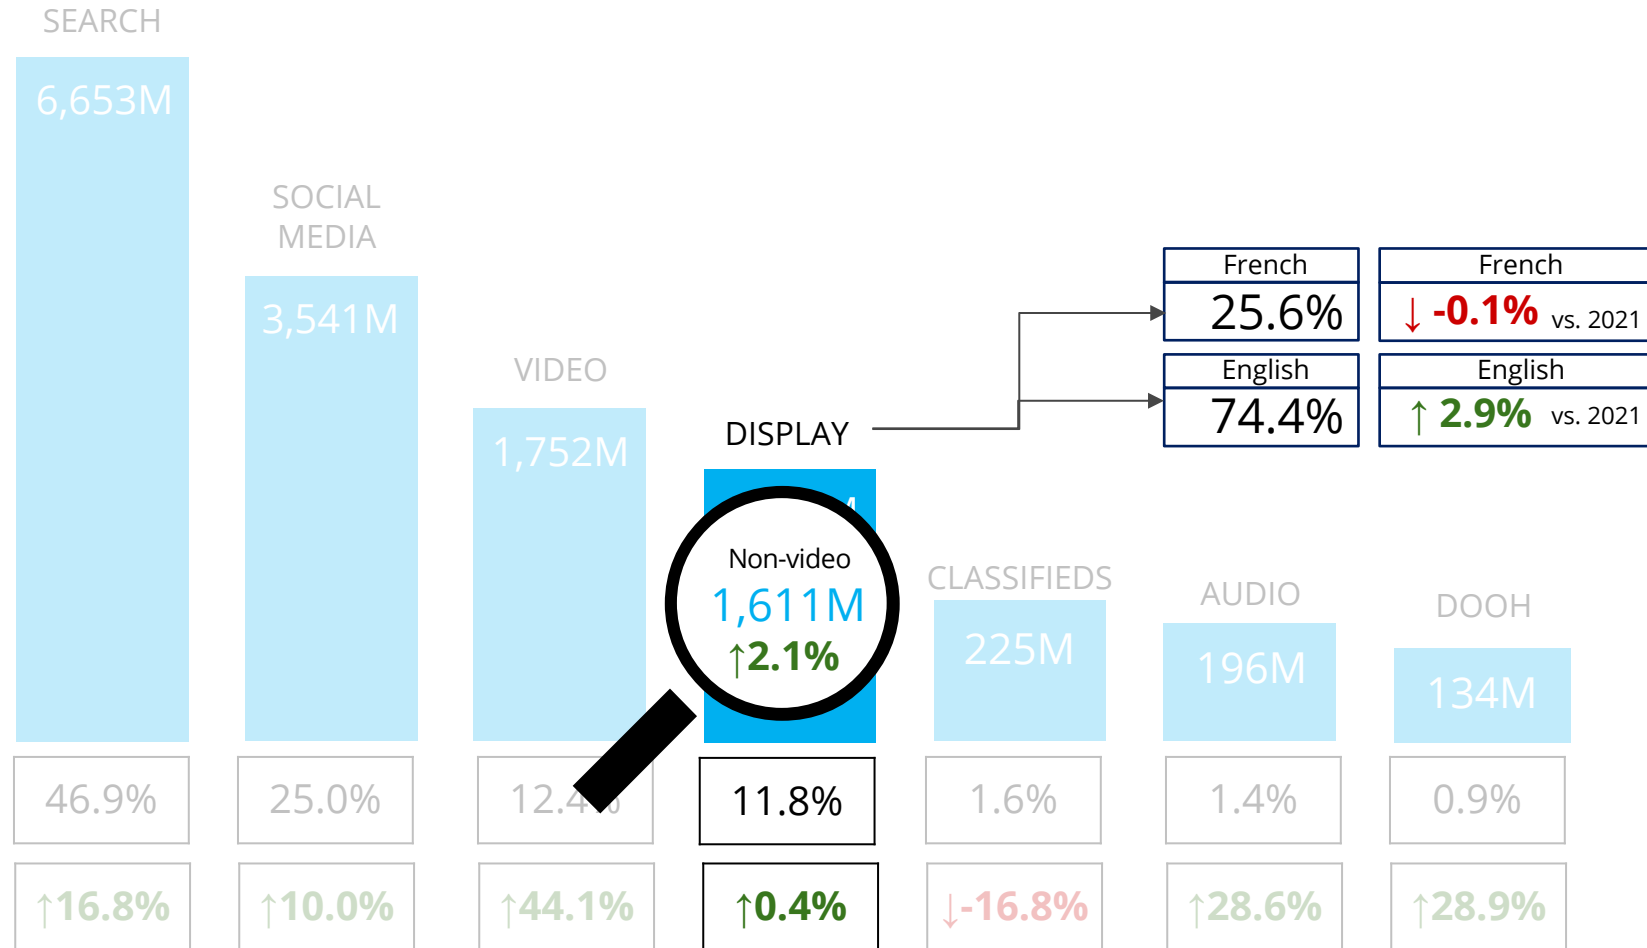 SEARCH
6,653M
46.9%
↑16.8%
SOCIAL
MEDIA
3,541M
25.0%
↑10.0%
VIDEO
1,752M
↑44.1%
DISPLAY
Non-video
1,611M
↑2.1%
11.8%
↑0.4%
French
25.6%
French
↓ -0.1% vs. 2021
English
74.4%
English
↑ 2.9% vs. 2021
CLASSIFIEDS
225M
1.6%
↓-16.8%
AUDIO
196M
1.4%
↑28.6%
DOOH
134M
0.9%
↑28.9%